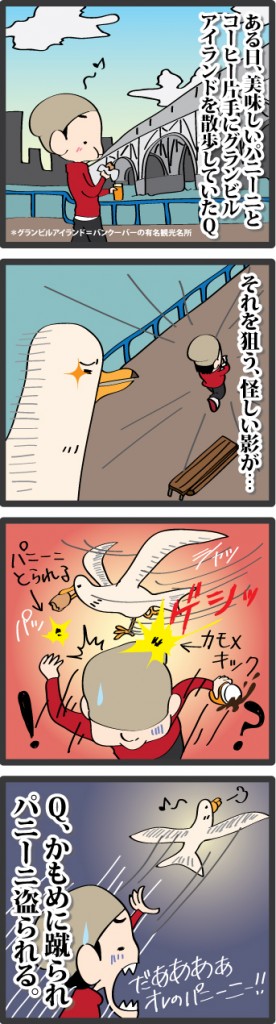 ある日、美味しいパニーニと
コーヒー片手にグランビル
アイランドを散歩していたQ。
＊グランビルアイランド＝バンクーバーの有名観光名所
それを狙う、怪しい影が…
パニーニ
とられる
パッ
ゲシッ
カモメ
キック
!
?
Q、かもめに蹴られ
パニーニ盗られる。
だあああぁ
オレのパニーニー!!